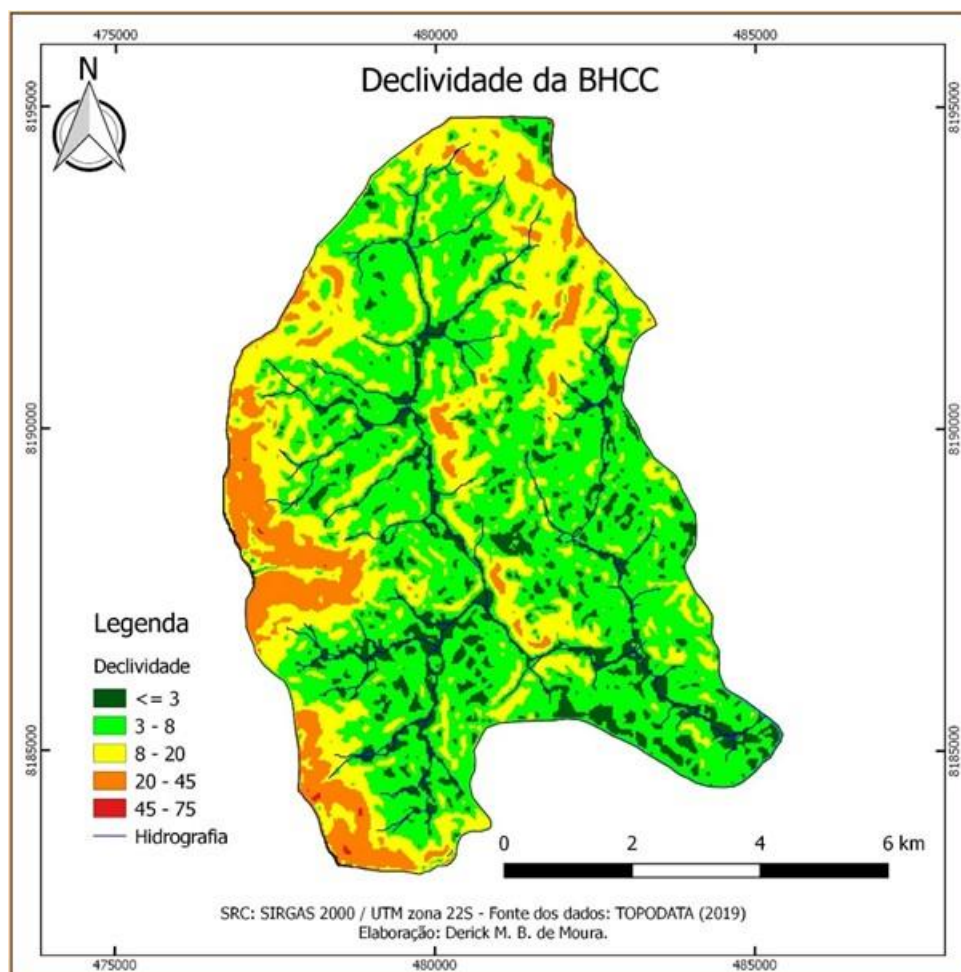 475000 480000 485000
N
Declividade da BHCC
8195000 8195000
8190000 8190000
8185000 8185000
Legenda
Declividade
<= 3
3 - 8
8 - 20
20 - 45
45 - 75
Hidrografia
0 2 4 6 km
SRC: SIRGAS 2000 / UTM zona 22S - Fonte dos dados: TOPODATA (2019)
Elaboração: Derick M. B. de Moura.
475000 480000 485000